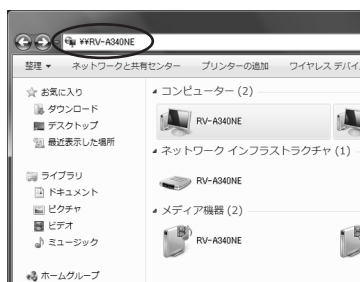 ¥¥RV-A340NE
整理 ▼ ネットワークと共有センター プリンターの追加 ワイヤレス デバイ
お気に入り
ダウンロード
デスクトップ
最近表示した場所
ライブラリ
ドキュメント
ピクチャ
ビデオ
ミュージック
ホームグループ
コンピューター (2)
RV-A340NE
ネットワーク インフラストラクチャ (1)
RV-A340NE
メディア機器 (2)
RV-A340NE